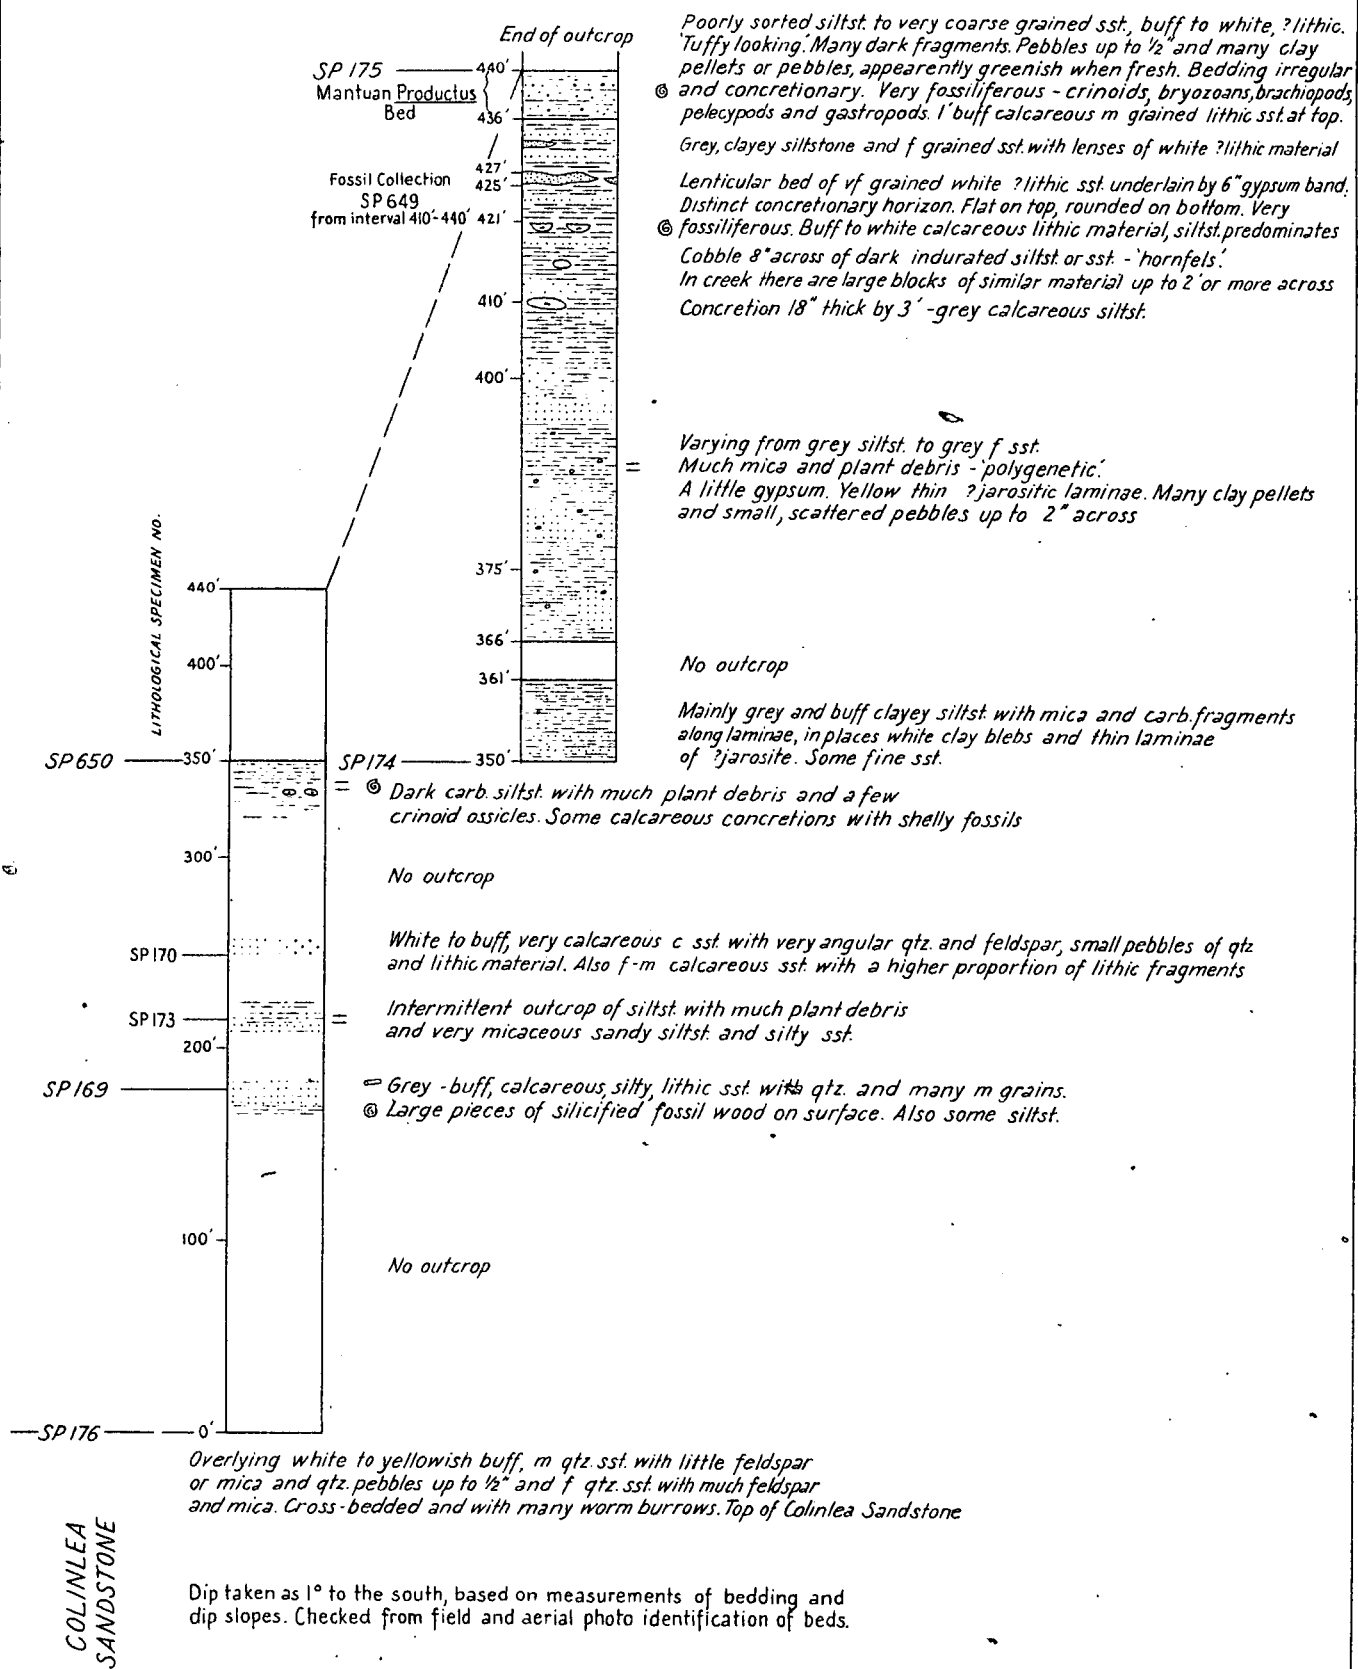 End of outcrop
SP 175
440'
Mantuan Productus
Bed
436'
427'
425'
421'
Fossil Collection
SP 649
from interval 410'-440'
410'
400'
375'
366'
361'
350'
SP174
Poorly sorted siltst. to very coarse grained sst., buff to white, ?lithic.
'Tuffy looking'. Many dark fragments. Pebbles up to 1/2" and many clay
pellets or pebbles, appearently greenish when fresh. Bedding irregular
and concretionary. Very fossiliferous - crinoids, bryozoans, brachiopods,
pelecypods and gastropods. 1' buff calcareous m grained lithic sst. at top.
Grey, clayey siltstone and f grained sst. with lenses of white ?lithic material
Lenticular bed of vf grained white ?lithic sst. underlain by 6" gypsum band.
Distinct concretionary horizon. Flat on top, rounded on bottom. Very
fossiliferous. Buff to white calcareous lithic material, siltst. predominates
Cobble 8" across of dark indurated siltst. or sst. - 'hornfels'.
In creek there are large blocks of similar material up to 2' or more across
Concretion 18" thick by 3' - grey calcareous siltst.
Varying from grey siltst. to grey f sst.
Much mica and plant debris - 'polygenetic'.
A little gypsum. Yellow thin ?jarositic laminae. Many clay pellets
and small, scattered pebbles up to 2" across
No outcrop
Mainly grey and buff clayey siltst. with mica and carb. fragments
along laminae, in places white clay blebs and thin laminae
of ?jarosite. Some fine sst.
LITHOLOGICAL SPECIMEN NO.
440'
400'
SP 650
350'
300'
SP 170
SP 173
200'
SP 169
100'
SP 176
0'
= Dark carb. siltst. with much plant debris and a few
crinoid ossicles. Some calcareous concretions with shelly fossils
No outcrop
White to buff, very calcareous c sst. with very angular qtz. and feldspar, small pebbles of qtz
and lithic material. Also f-m calcareous sst. with a higher proportion of lithic fragments
= Intermittent outcrop of siltst. with much plant debris
and very micaceous sandy siltst. and silty sst.
Grey - buff, calcareous, silty, lithic sst. with qtz. and many m grains.
Large pieces of silicified fossil wood on surface. Also some siltst.
No outcrop
Overlying white to yellowish buff, m qtz. sst. with little feldspar
or mica and qtz. pebbles up to 1/2" and f qtz. sst. with much feldspar
and mica. Cross-bedded and with many worm burrows. Top of Colinlea Sandstone
COLINLEA
SANDSTONE
Dip taken as 1° to the south, based on measurements of bedding and
dip slopes. Checked from field and aerial photo identification of beds.